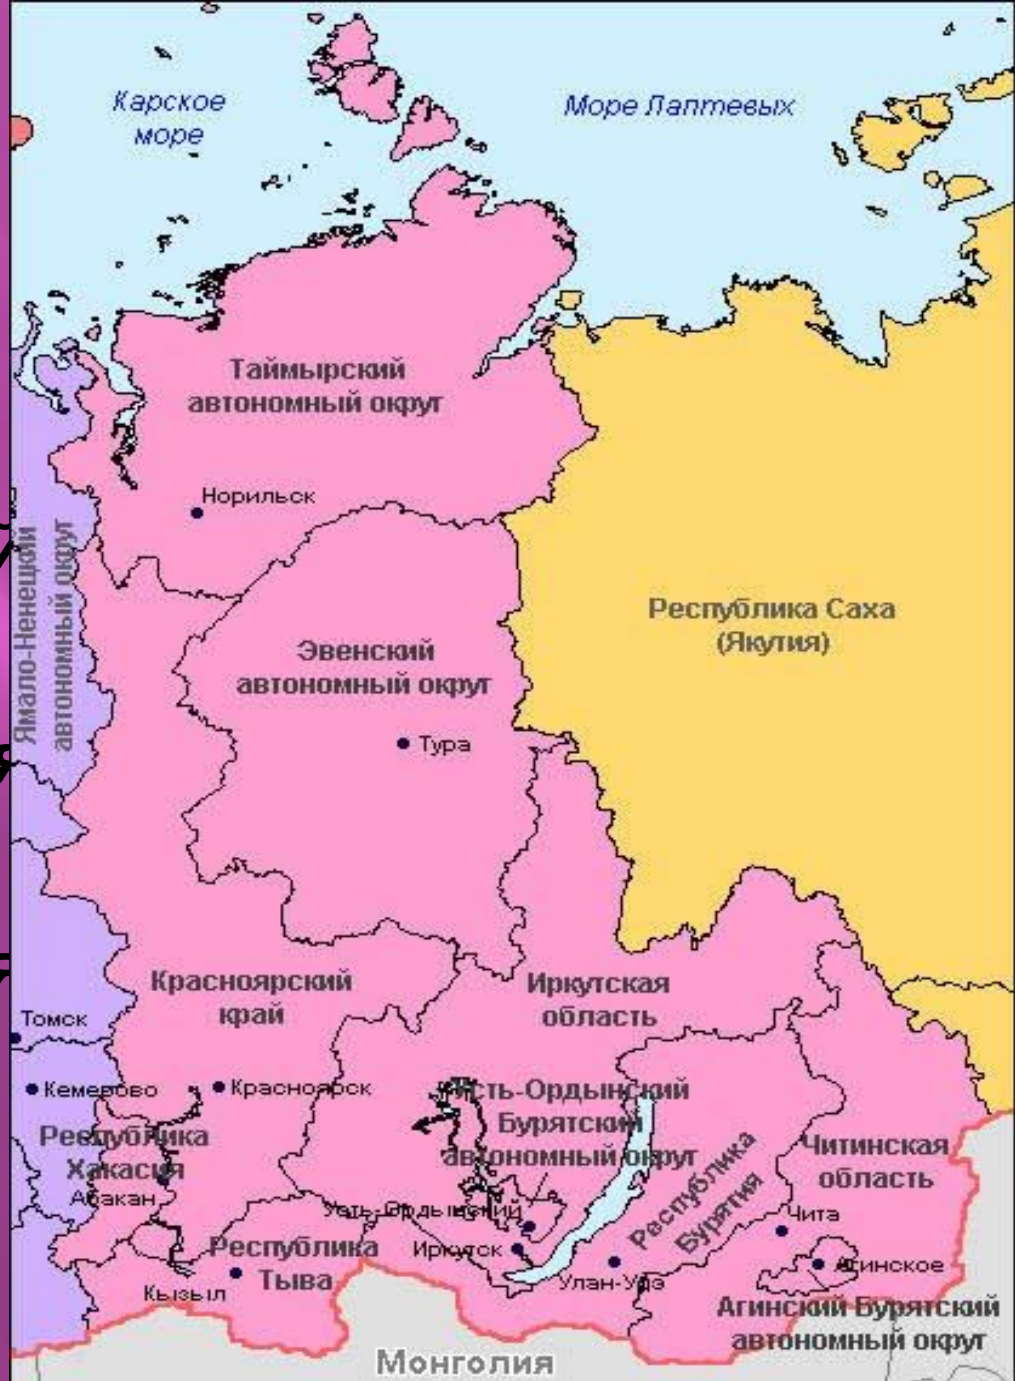 Карское
море
Море Лаптевых
Таймырский
автономный округ
Норильск
Ямало-Ненецкий
автономный округ
Эвенский
автономный округ
Тура
Республика Саха
(Якутия)
Красноярский
край
Иркутская
область
Томск
Кемерово
Красноярск
Усть-Ордынский
Бурятский
автономный округ
Республика
Хакасия
Абакан
Читинская
область
Республика
Бурятия
Усть-Ордынский
Иркутск
Чита
Республика
Тыва
Кызыл
Улан-Удэ
Агинское
Агинский Бурятский
автономный округ
Монголия